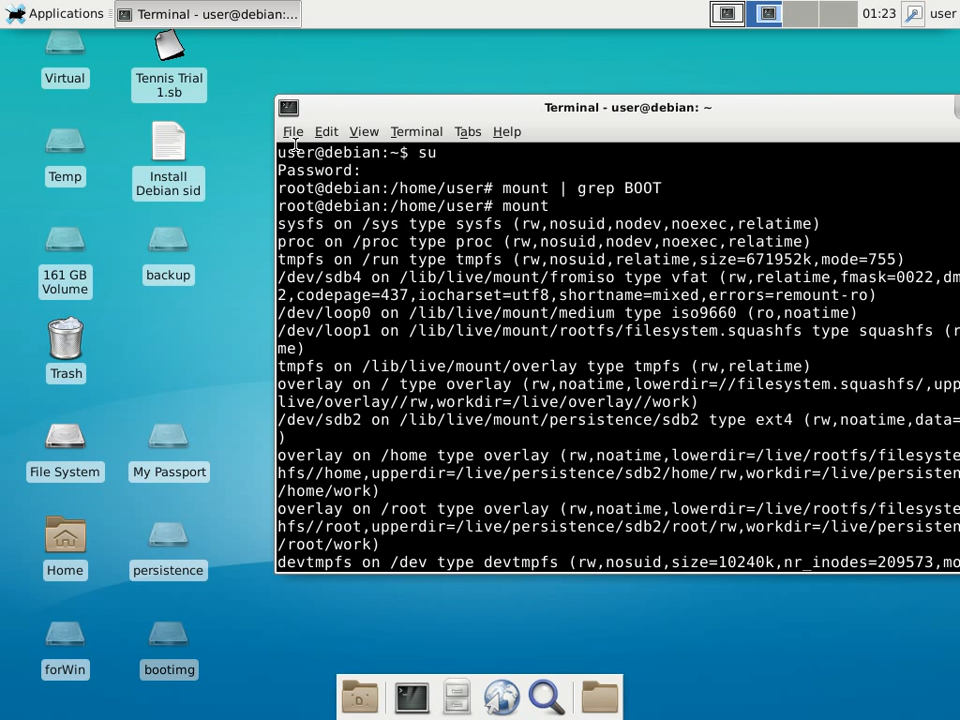 Applications
Terminal - user@debian:...
01:23
user
Virtual
Tennis Trial
1.sb
Temp
Install
Debian sid
161 GB
Volume
backup
Trash
File System
My Passport
Home
persistence
forWin
bootimg
Terminal - user@debian: ~
File Edit View Terminal Tabs Help
user@debian:~$ su
Password:
root@debian:/home/user# mount | grep BOOT
root@debian:/home/user# mount
sysfs on /sys type sysfs (rw,nosuid,nodev,noexec,relatime)
proc on /proc type proc (rw,nosuid,nodev,noexec,relatime)
tmpfs on /run type tmpfs (rw,nosuid,relatime,size=671952k,mode=755)
/dev/sdb4 on /lib/live/mount/fromiso type vfat (rw,relatime,fmask=0022,dm
2,codepage=437,iocharset=utf8,shortname=mixed,errors=remount-ro)
/dev/loop0 on /lib/live/mount/medium type iso9660 (ro,noatime)
/dev/loop1 on /lib/live/mount/rootfs/filesystem.squashfs type squashfs (r
me)
tmpfs on /lib/live/mount/overlay type tmpfs (rw,relatime)
overlay on / type overlay (rw,noatime,lowerdir=//filesystem.squashfs/,upp
live/overlay//rw,workdir=/live/overlay//work)
/dev/sdb2 on /lib/live/mount/persistence/sdb2 type ext4 (rw,noatime,data=
)
overlay on /home type overlay (rw,noatime,lowerdir=/live/rootfs/filesyste
hfs//home,upperdir=/live/persistence/sdb2/home/rw,workdir=/live/persisten
/home/work)
overlay on /root type overlay (rw,noatime,lowerdir=/live/rootfs/filesyste
hfs//root,upperdir=/live/persistence/sdb2/root/rw,workdir=/live/persisten
/root/work)
devtmpfs on /dev type devtmpfs (rw,nosuid,size=10240k,nr_inodes=209573,mo